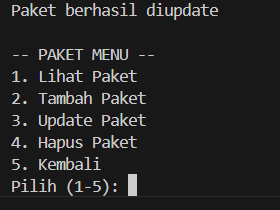 Paket berhasil diupdate
-- PAKET MENU --
1. Lihat Paket
2. Tambah Paket
3. Update Paket
4. Hapus Paket
5. Kembali
Pilih (1-5):